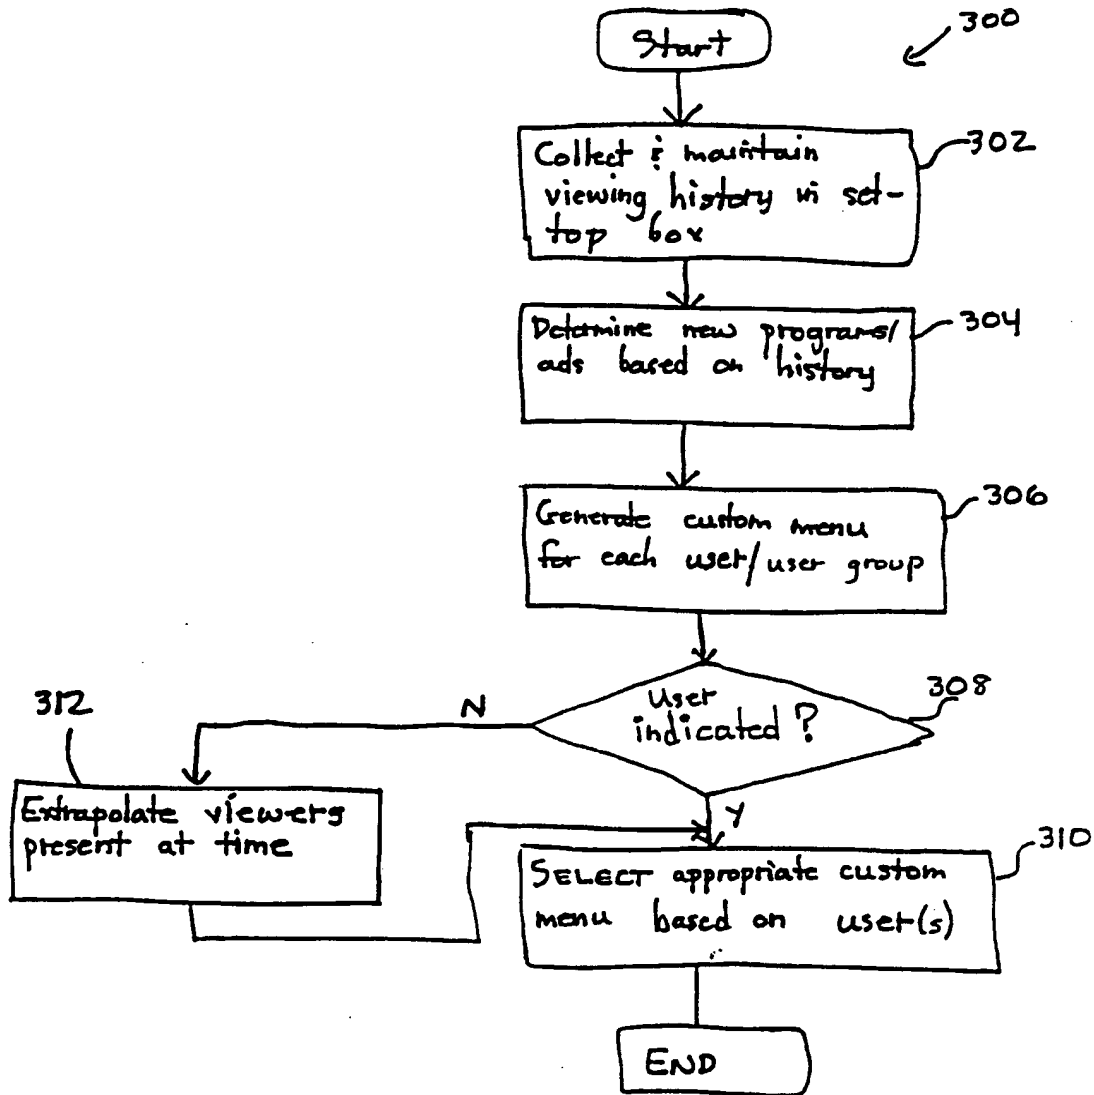 Start
300
Collect & maintain
viewing history in set-
top box
302
Determine new programs/
ads based on history
304
Generate custom menu
for each user/user group
306
User
indicated?
308
N
Y
312
Extrapolate viewers
present at time
SELECT appropriate custom
menu based on user(s)
310
END